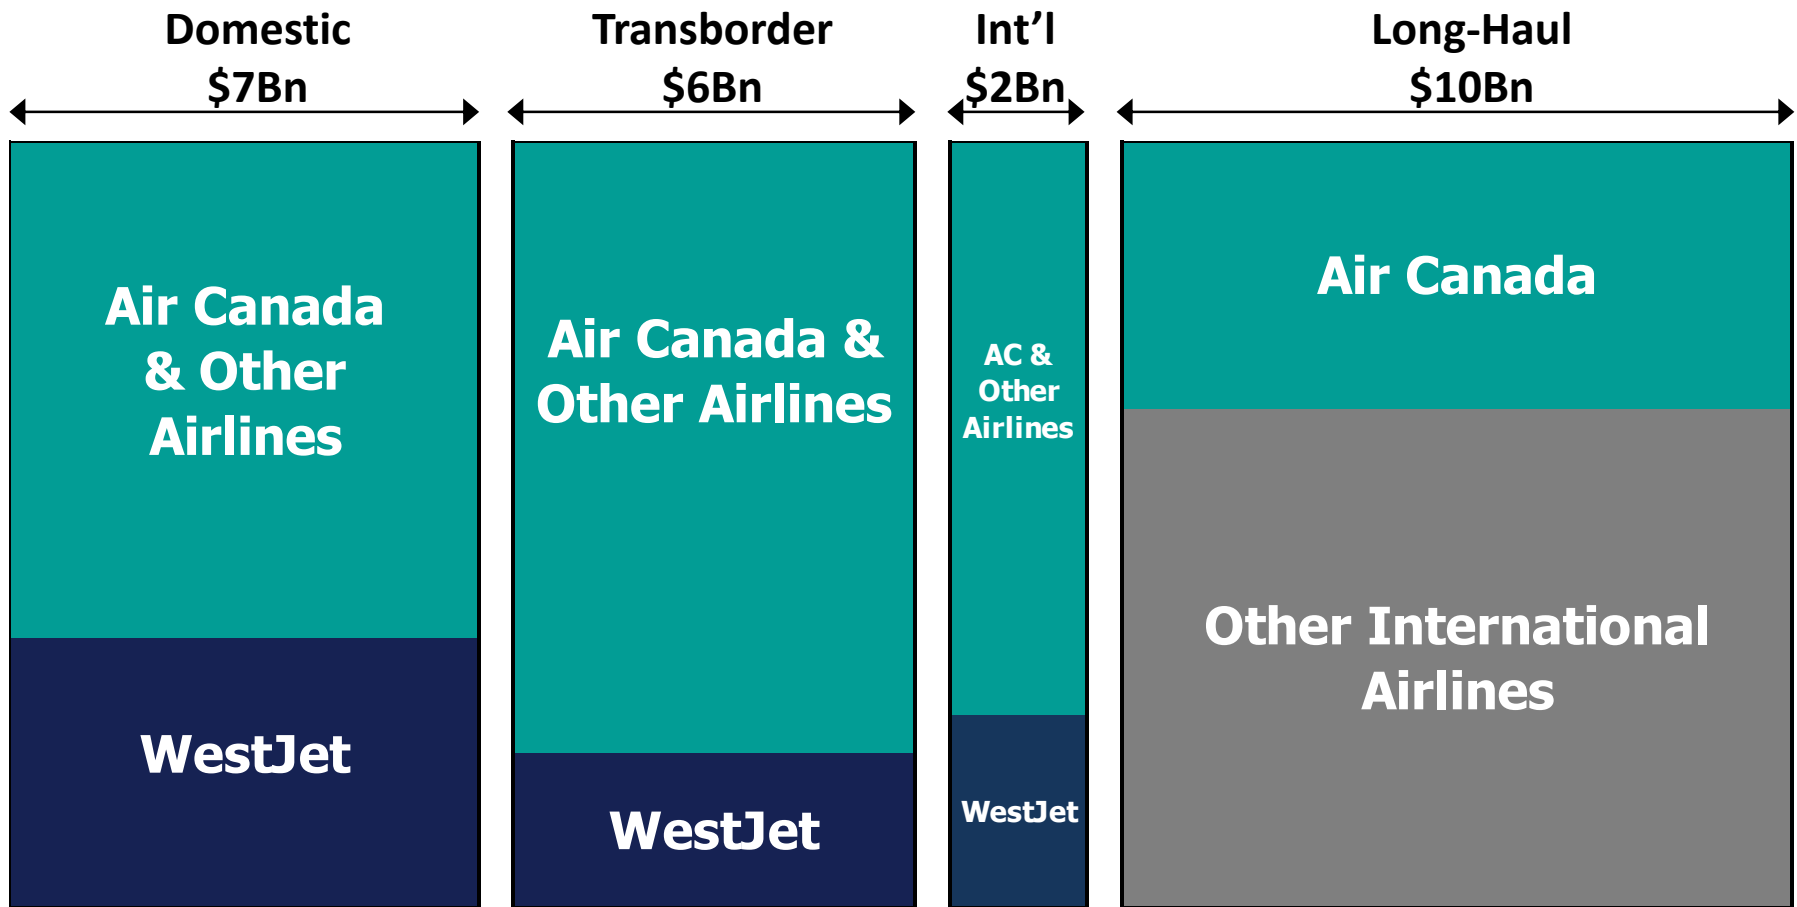 Domestic
$7Bn
Transborder
$6Bn
Int’l
$2Bn
Long-Haul
$10Bn
Air Canada
& Other
Airlines
WestJet
Air Canada &
Other Airlines
WestJet
AC &
Other
Airlines
WestJet
Air Canada
Other International
Airlines